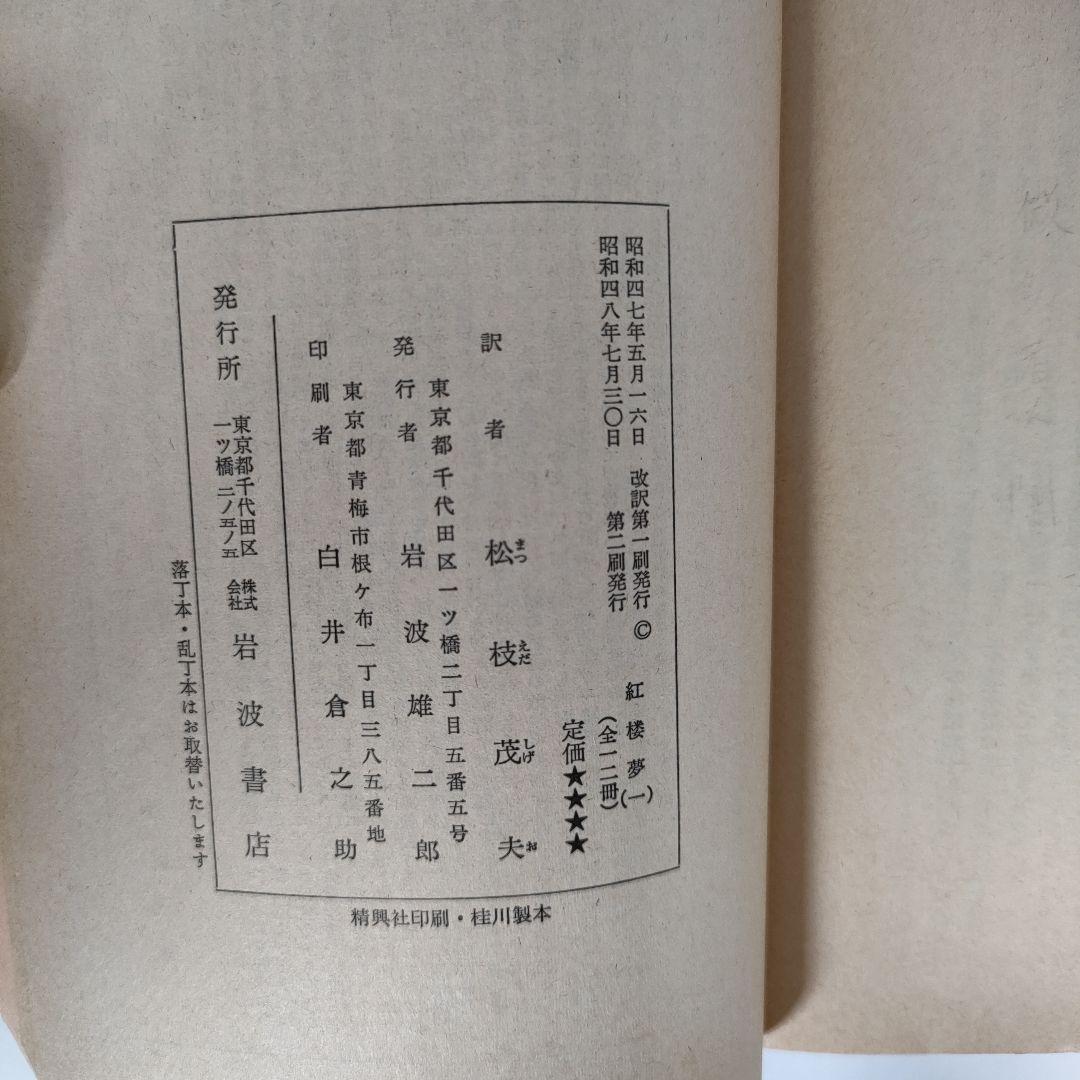 昭和四七年五月一六日 改訳第一刷発行 ©
昭和四八年七月三〇日 第二刷発行
紅楼夢(一)
(全一二冊)
定価★★★★
訳者 松枝茂夫
まつ えだ しげ お
東京都千代田区一ツ橋二丁目五番五号
発行者 岩波雄二郎
東京都青梅市根ケ布一丁目三八五番地
印刷者 白井倉之助
発行所 東京都千代田区
一ツ橋二ノ五ノ五
株式
会社
岩波書店
落丁本・乱丁本はお取替いたします
精興社印刷・桂川製本